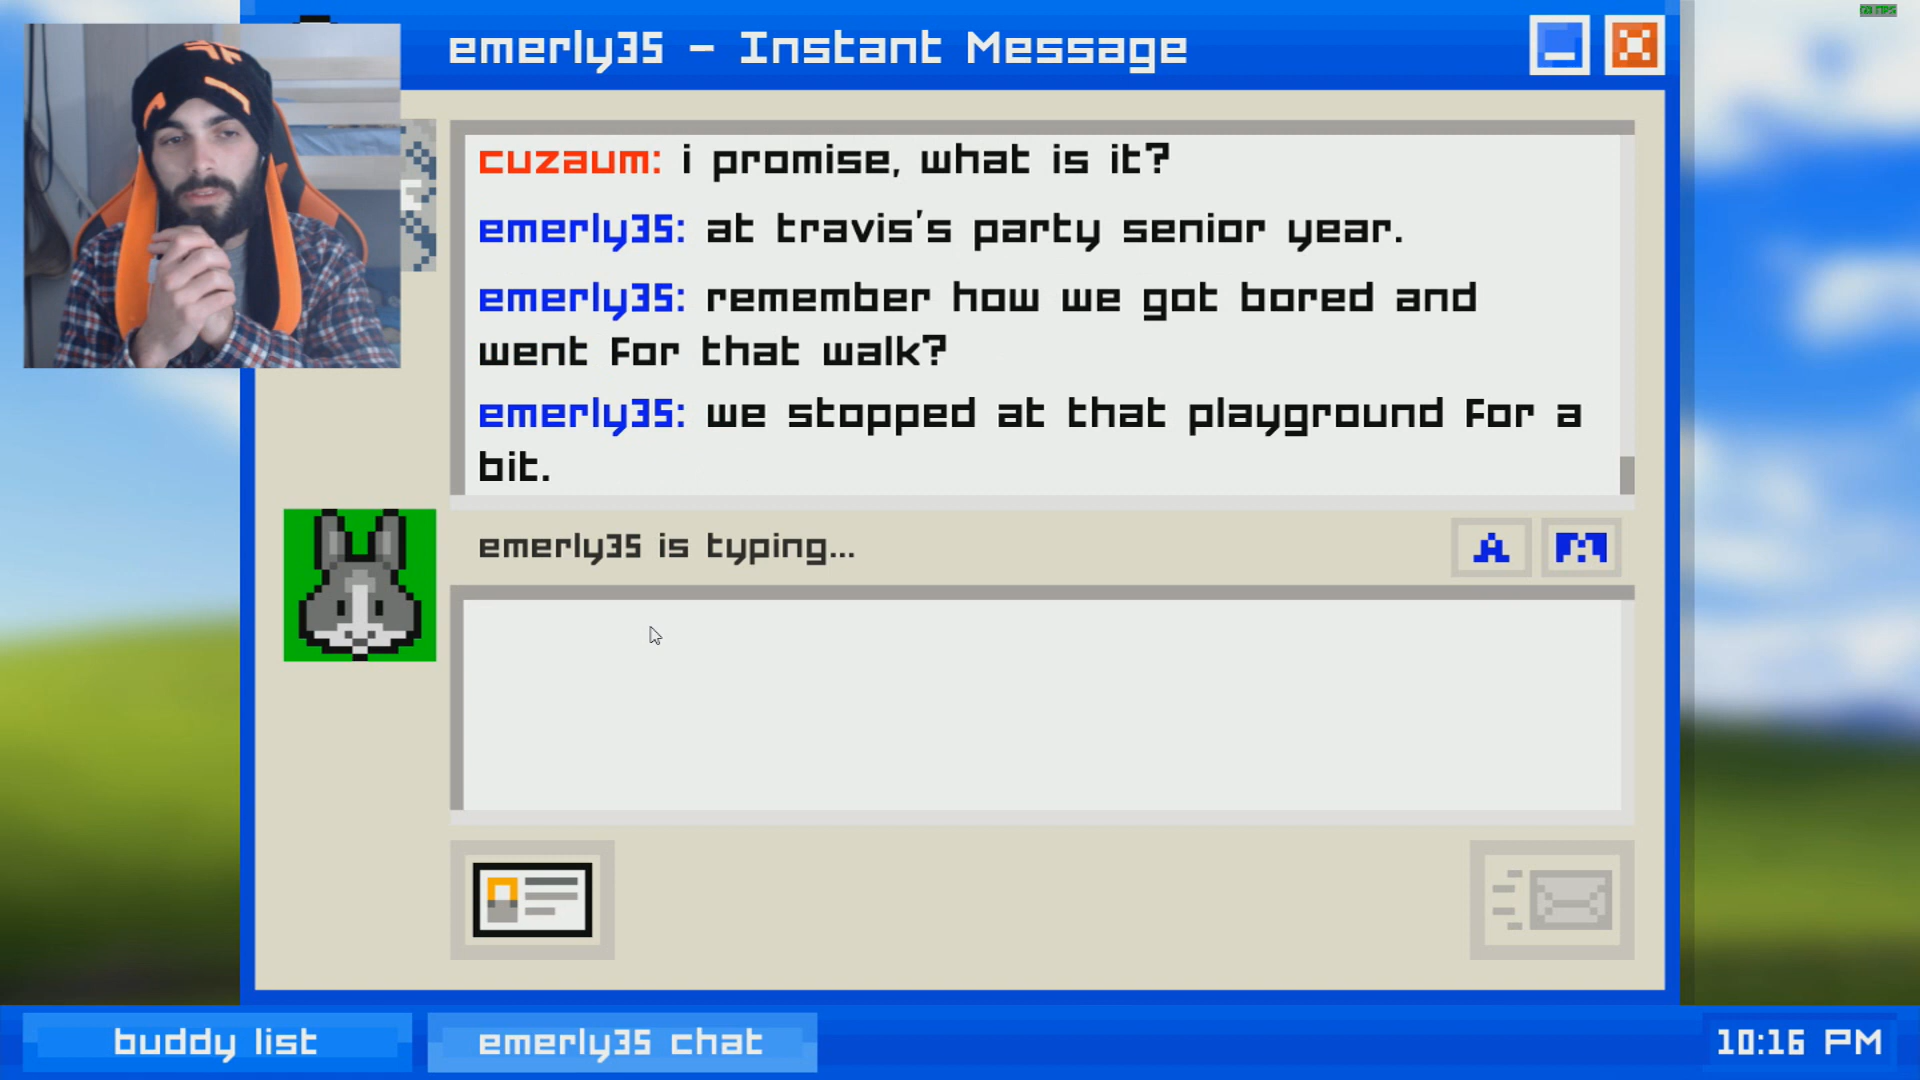 emerly35 - Instant Message
cuzaum: i promise, what is it?
emerly35: at travis's party senior year.
emerly35: remember how we got bored and
went for that walk?
emerly35: we stopped at that playground for a
bit.
emerly35 is typing...
A
buddy list
emerly35 chat
10:16 PM